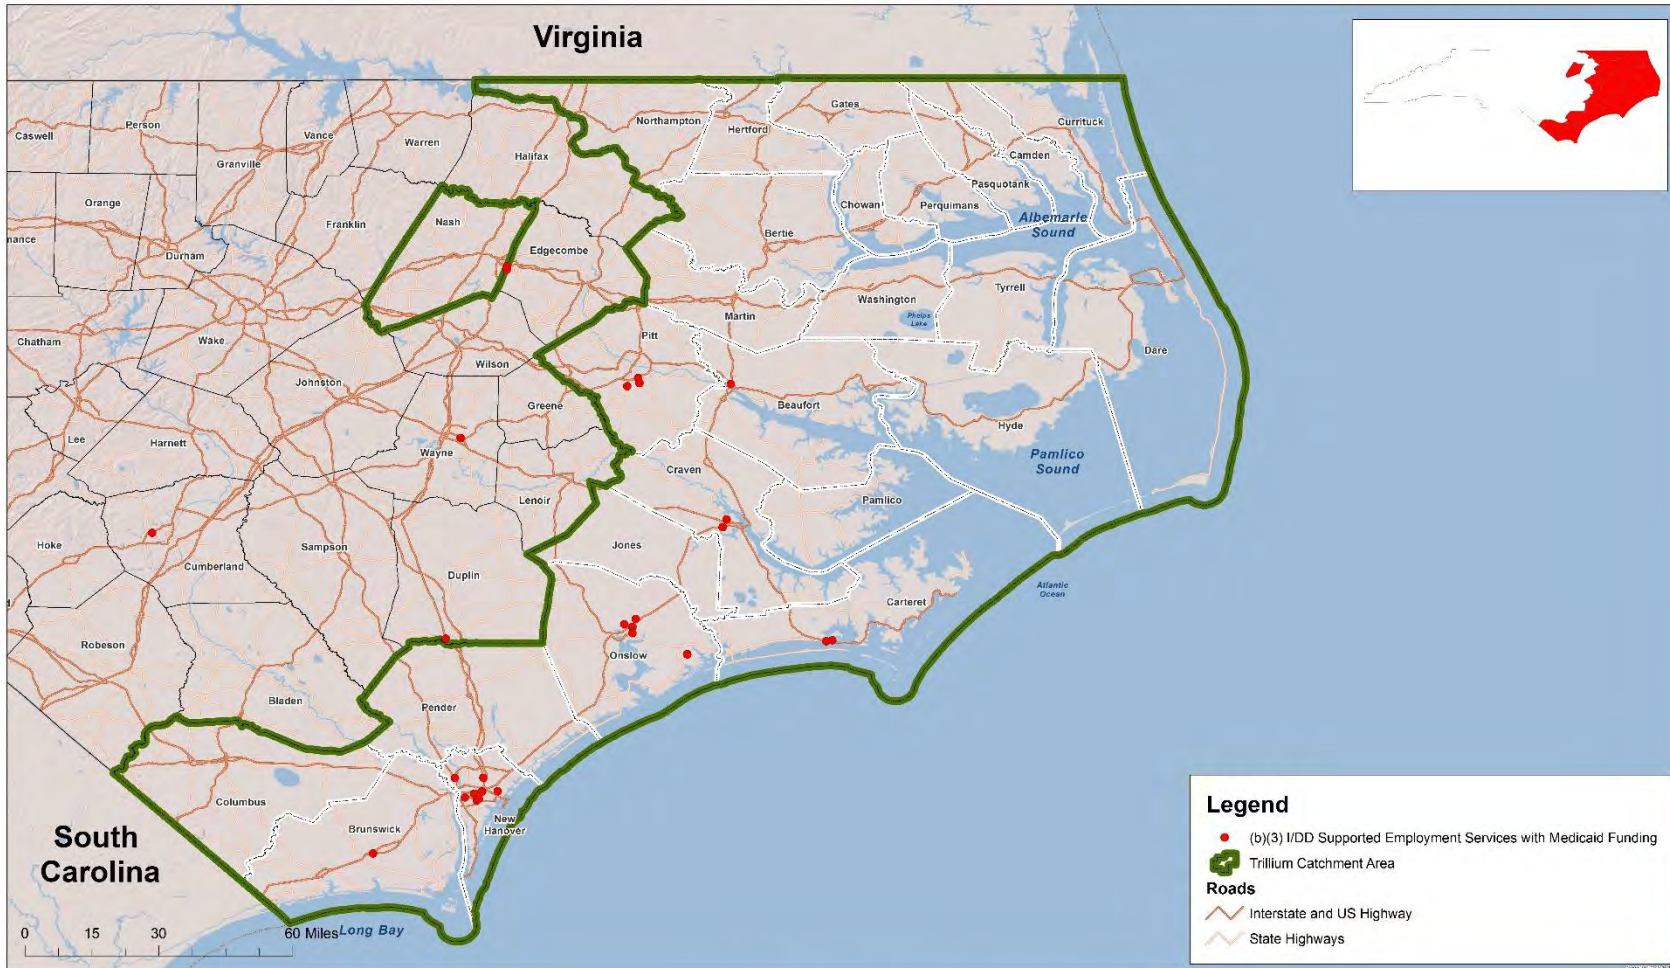 Virginia
Gates
Currituck
Northampton
Hertford
Person
Vance
Caswell
Warren
Granville
Halifax
Camden
Pasquotank
Orange
Chowan
Perquimans
Nash
Franklin
Albemarle
Sound
Bertie
nance
Edgecombe
Durham
Tyrrell
Washington
Phelps
Lake
Martin
Pitt
Chatham
Wake
Dare
Wilson
Johnston
Greene
Beaufort
Hyde
Lee
Harnett
Wayne
Pamlico
Sound
Craven
Lenoir
Pamlico
Hoke
Sampson
Jones
Cumberland
Duplin
Atlantic
Ocean
Carteret
Robeson
Onslow
Bladen
Pender
Columbus
New
Hanover
Brunswick
South
Carolina
0 15 30 60 Miles
Long Bay
Legend
(b)(3) I/DD Supported Employment Services with Medicaid Funding
Trillium Catchment Area
Roads
Interstate and US Highway
State Highways